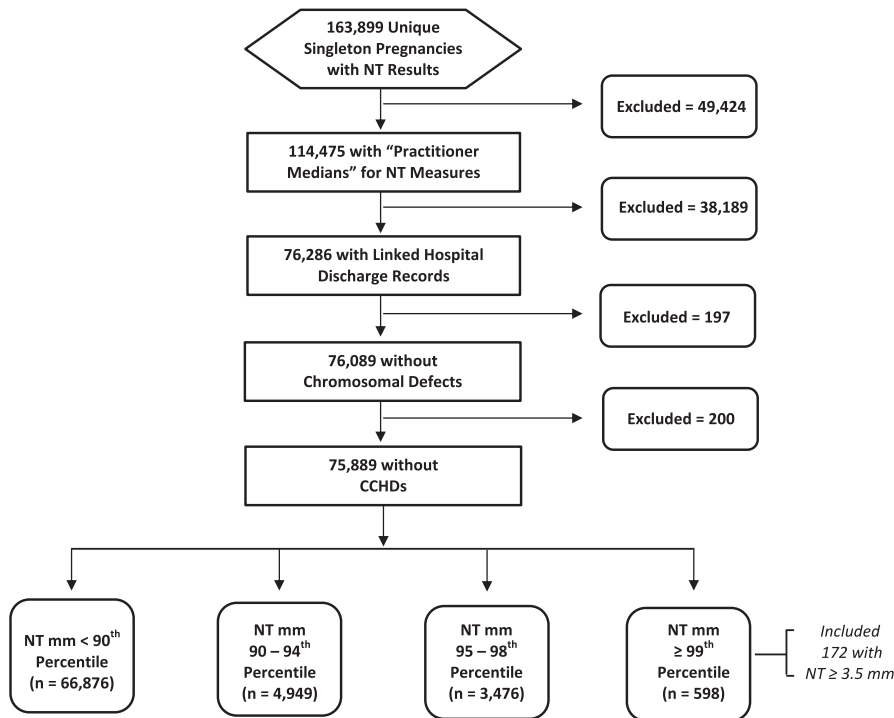 163,899 Unique
Singleton Pregnancies
with NT Results
Excluded = 49,424
114,475 with “Practitioner
Medians” for NT Measures
Excluded = 38,189
76,286 with Linked Hospital
Discharge Records
Excluded = 197
76,089 without
Chromosomal Defects
Excluded = 200
75,889 without
CCHDs
NT mm < 90th
Percentile
(n = 66,876)
NT mm
90 – 94th
Percentile
(n = 4,949)
NT mm
95 – 98th
Percentile
(n = 3,476)
NT mm
≥ 99th
Percentile
(n = 598)
Included
172 with
NT ≥ 3.5 mm